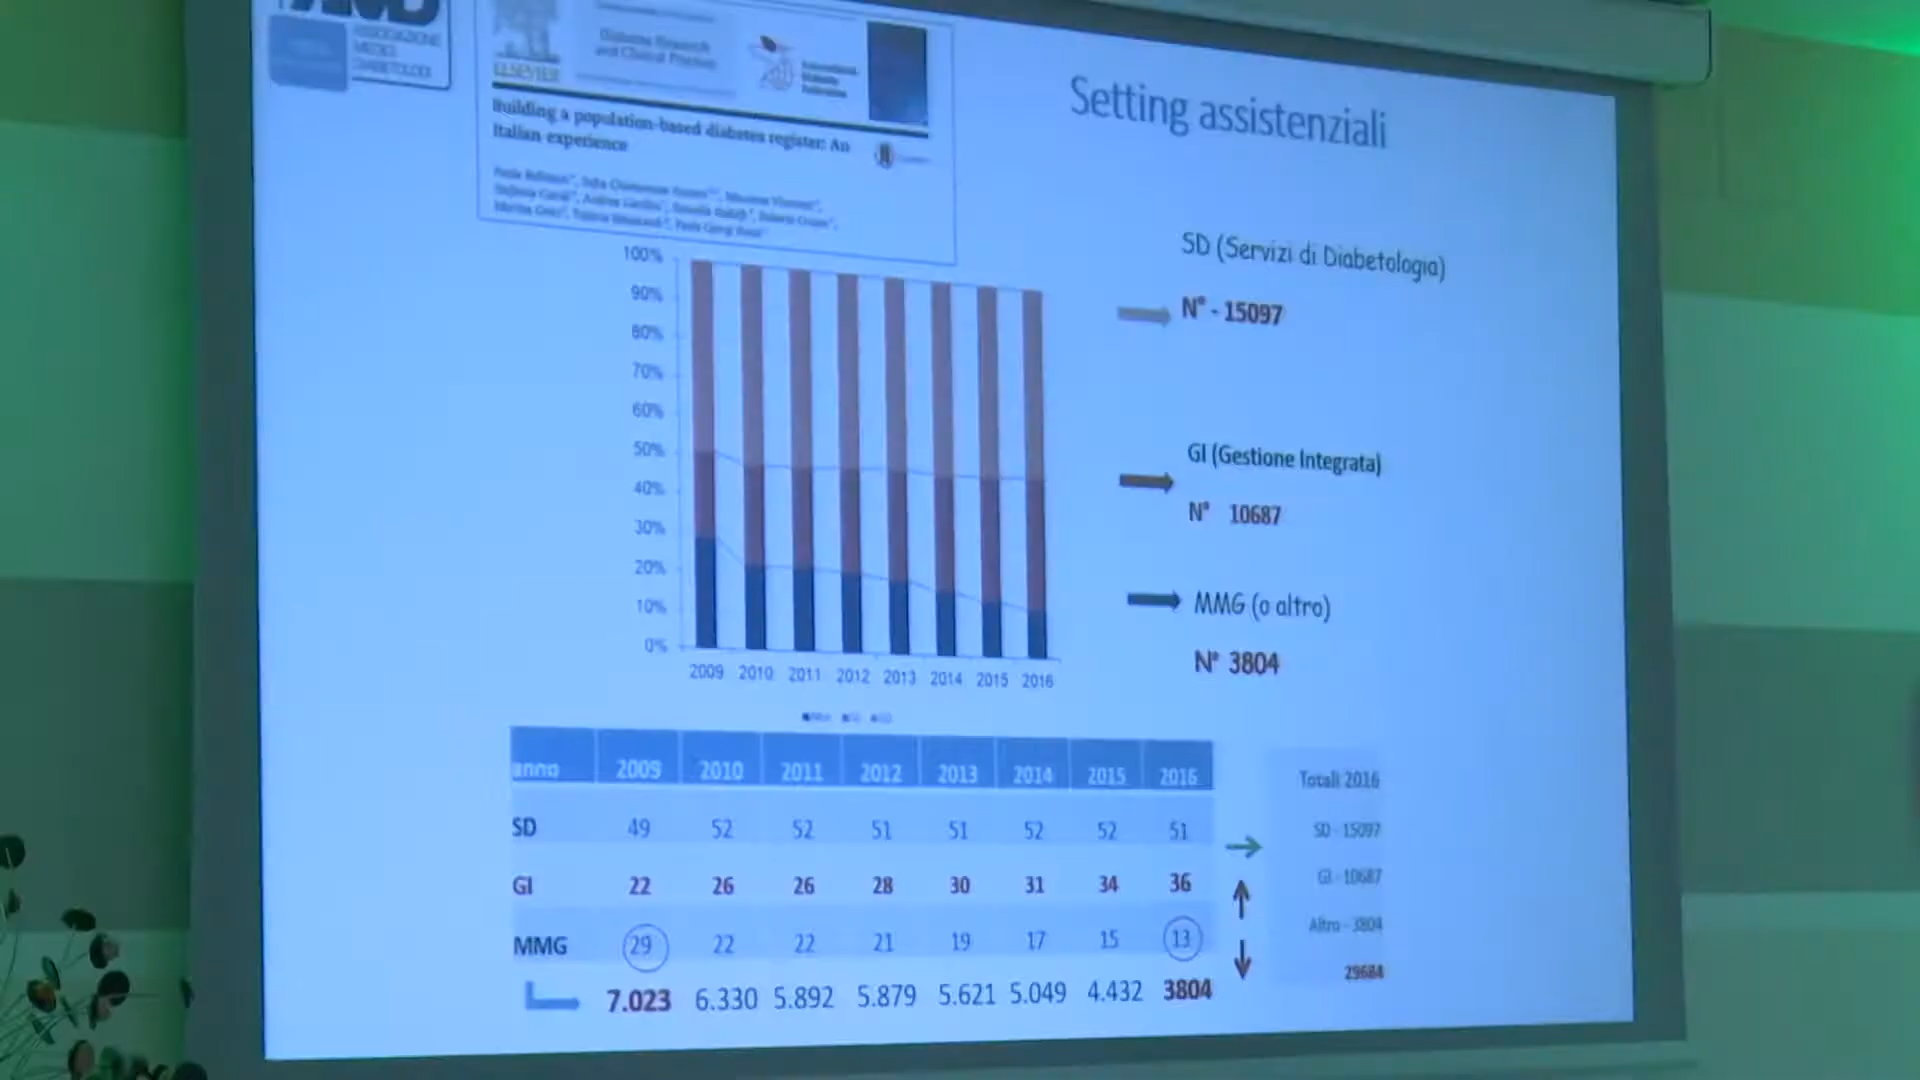 ASSOCIAZIONE
MEDICI
DIABETOLOGI
ELSEVIER
Diabetes Research
and Clinical Practice
International
Diabetes
Federation
Building a population-based diabetes register: An
Italian experience
Setting assistenziali
SD (Servizi di Diabetologia)
N° - 15097
GI (Gestione Integrata)
N° 10687
MMG (o altro)
N° 3804
100%
90%
80%
70%
60%
50%
40%
30%
20%
10%
0%
2009 2010 2011 2012 2013 2014 2015 2016
anno 2009 2010 2011 2012 2013 2014 2015 2016
SD 49 52 52 51 51 52 52 51
GI 22 26 26 28 30 31 34 36
MMG 29 22 22 21 19 17 15 13
7.023 6.330 5.892 5.879 5.621 5.049 4.432 3804
Totali 2016
SD - 15097
GI - 10687
Altro - 3804
29684